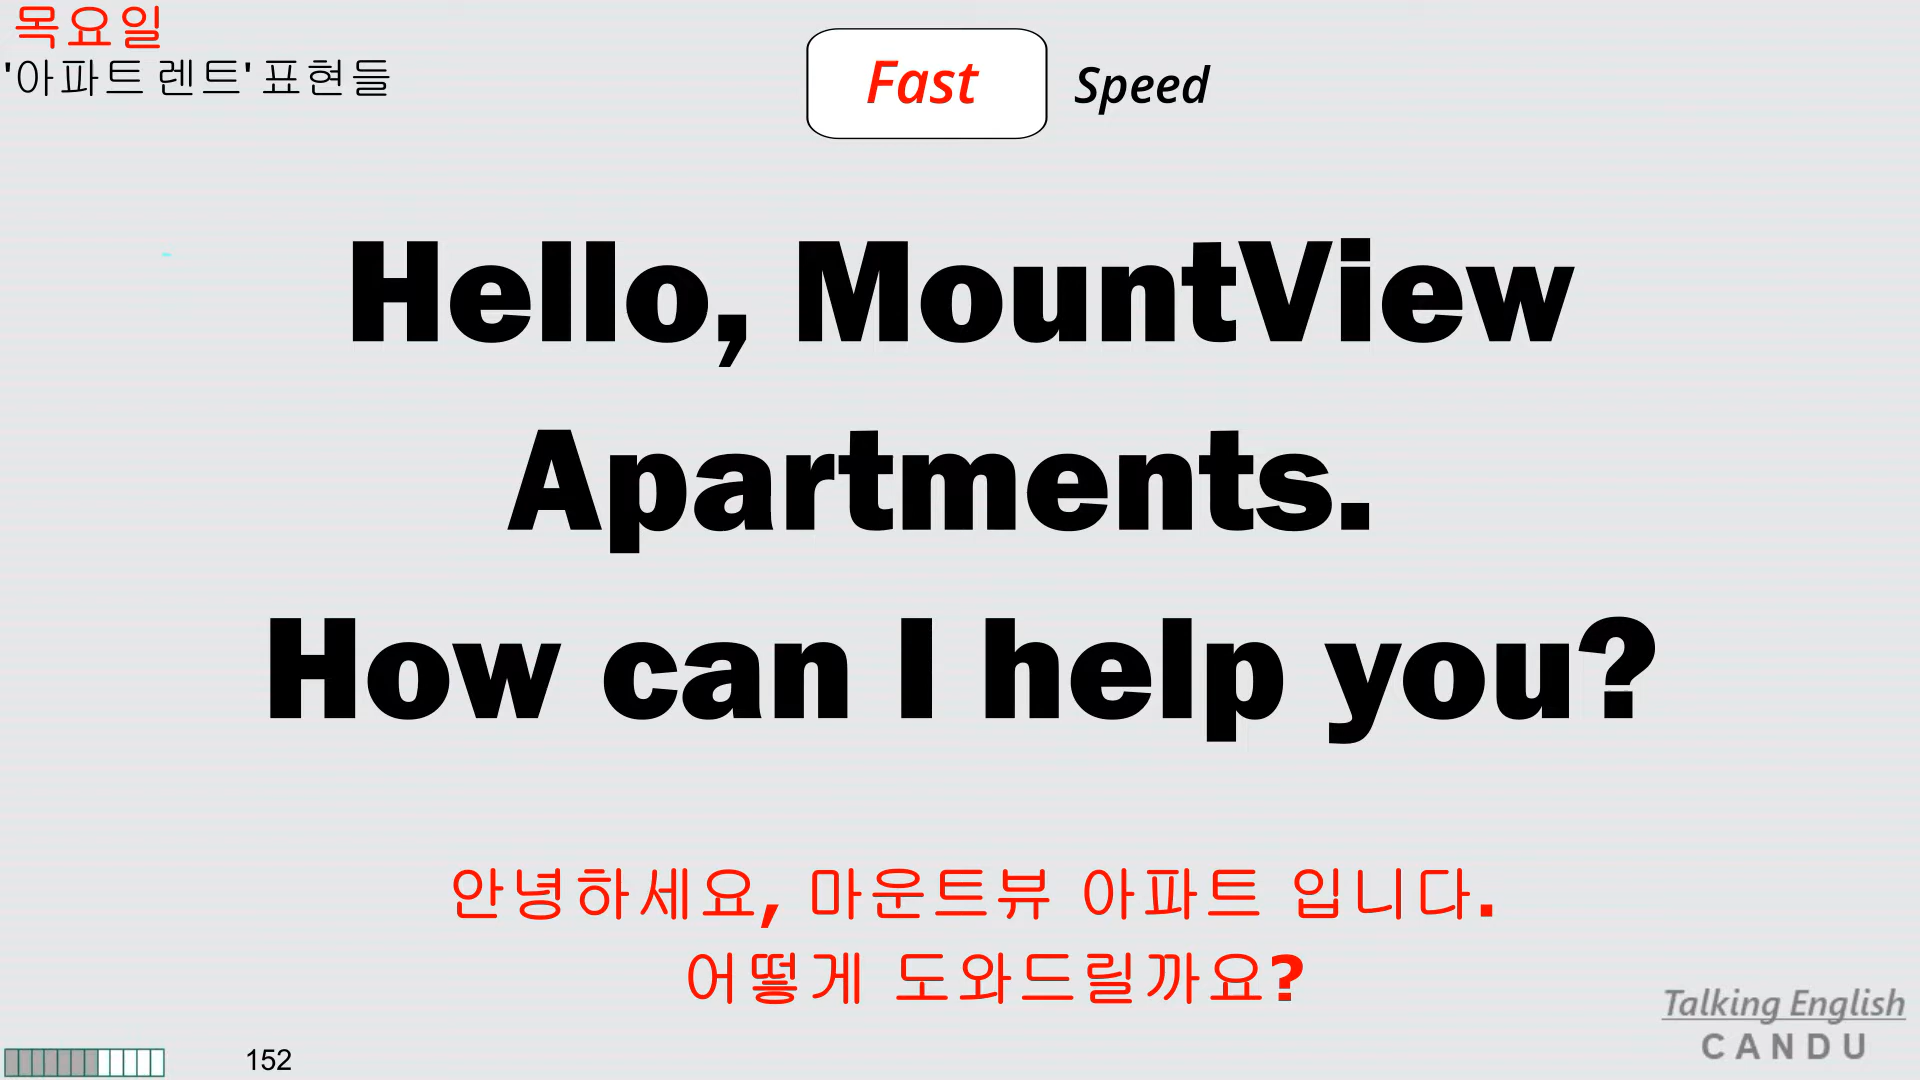 목요일
'아파트 렌트' 표현들
Fast Speed
Hello, MountView
Apartments.
How can I help you?
안녕하세요, 마운트뷰 아파트 입니다.
어떻게 도와드릴까요?
Talking English
CANDU
152